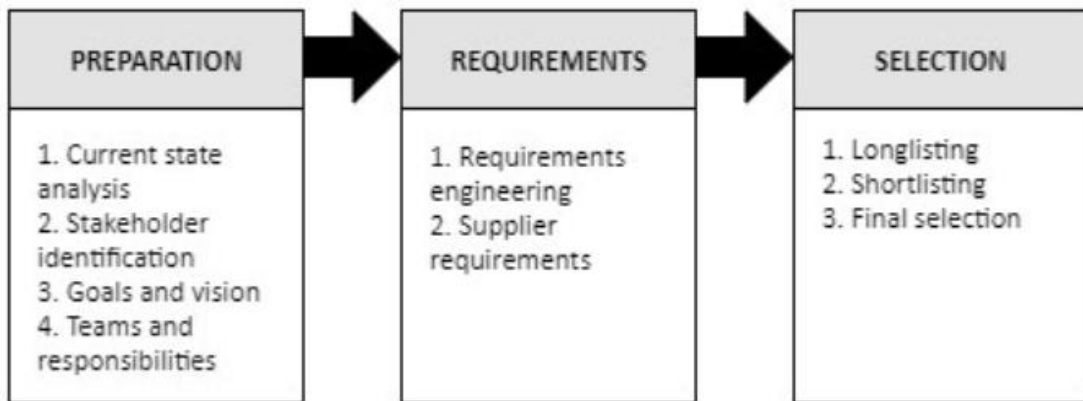 PREPARATION
1. Current state
analysis
2. Stakeholder
identification
3. Goals and vision
4. Teams and
responsibilities
REQUIREMENTS
1. Requirements
engineering
2. Supplier
requirements
SELECTION
1. Longlisting
2. Shortlisting
3. Final selection